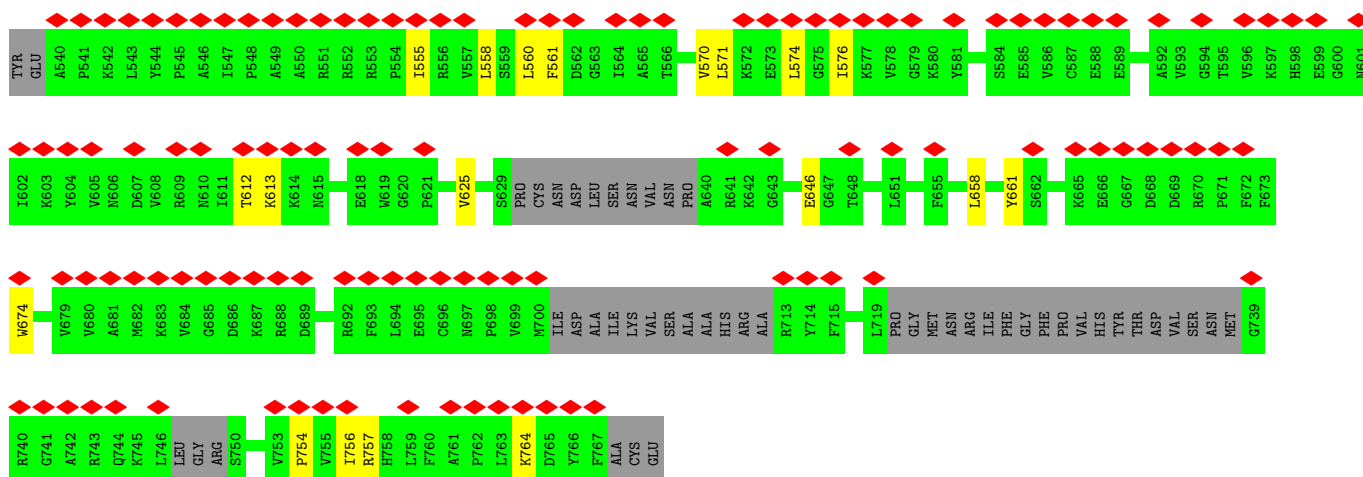 TYR GLU A540 P541 K542 L543 Y544 P545 A546 I547 P548 A549 A550 R551 R552 R553 P554 I555 R556 V557 L558 S559 L560 F561 D562 G563 I564 A565 T566 V570 L571 K572 E573 L574 G575 I576 K577 V578 G579 K580 Y581 S584 E585 V586 C587 E588 E589 A592 V593 G594 T595 V596 K597 H598 E599 G600 N601
I602 K603 Y604 V605 N606 D607 V608 R609 N610 I611 T612 K613 K614 N615 E618 W619 G620 P621 V625 S629 PRO CYS ASN ASP LEU SER ASN VAL ASN PRO A640 R641 K642 G643 E646 G647 T648 L651 F655 L658 Y661 S662 K665 E666 G667 D668 D669 R670 P671 F672 F673
W674 V679 V680 A681 M682 K683 V684 G685 D686 K687 R688 D689 R692 F693 L694 E695 C696 N697 P698 V699 M700 ILE ASP ALA ILE LYS VAL SER ALA ALA HIS ARG ALA R713 Y714 F715 L719 PRO GLY MET ASN ARG ILE PHE GLY PHE PRO VAL HIS TYR THR ASP VAL SER ASN MET G739
R740 G741 A742 R743 Q744 K745 L746 LEU GLY ARG S750 V753 P754 V755 I756 R757 H758 L759 F760 A761 P762 L763 K764 D765 Y766 F767 ALA CYS GLU